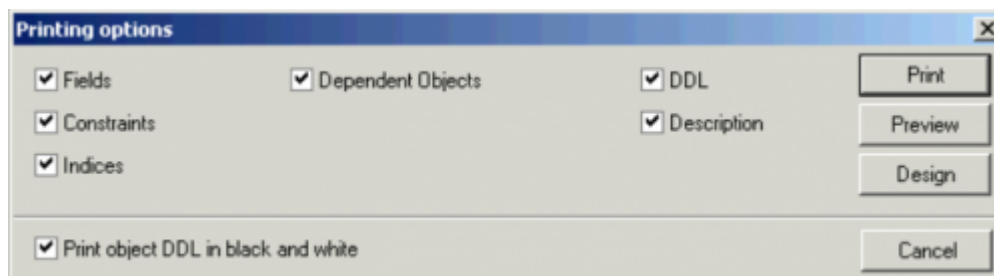 Printing options
Fields Dependent Objects DDL Print
Constraints Description Preview
Indices Design
Print object DDL in black and white Cancel